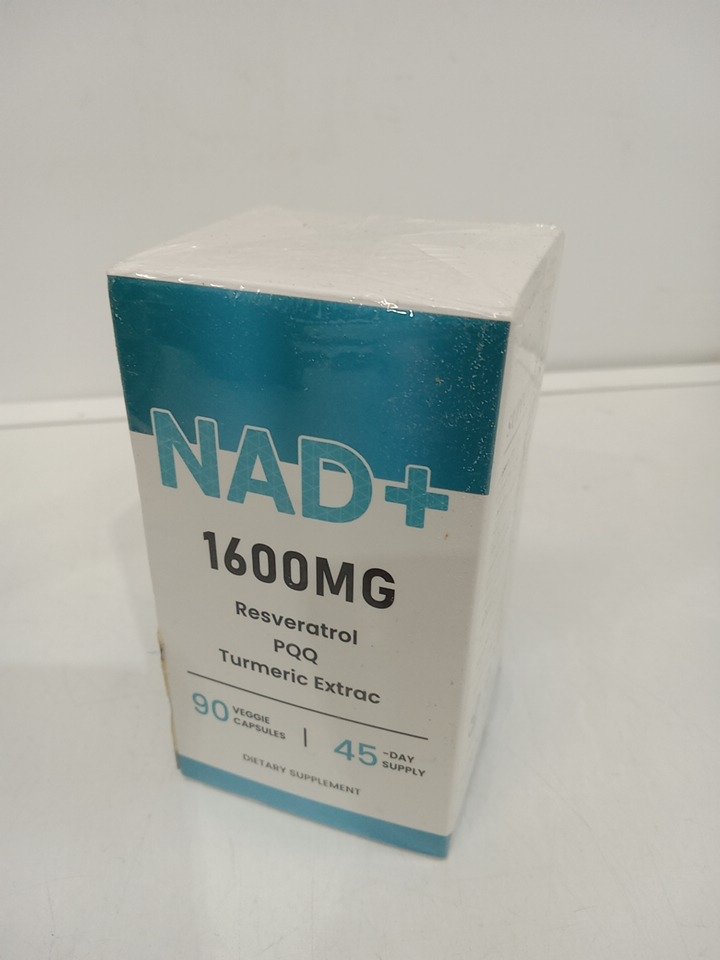 NAD+
1600MG
Resveratrol
PQQ
Turmeric Extrac
90 VEGGIE CAPSULES | 45 -DAY SUPPLY
DIETARY SUPPLEMENT